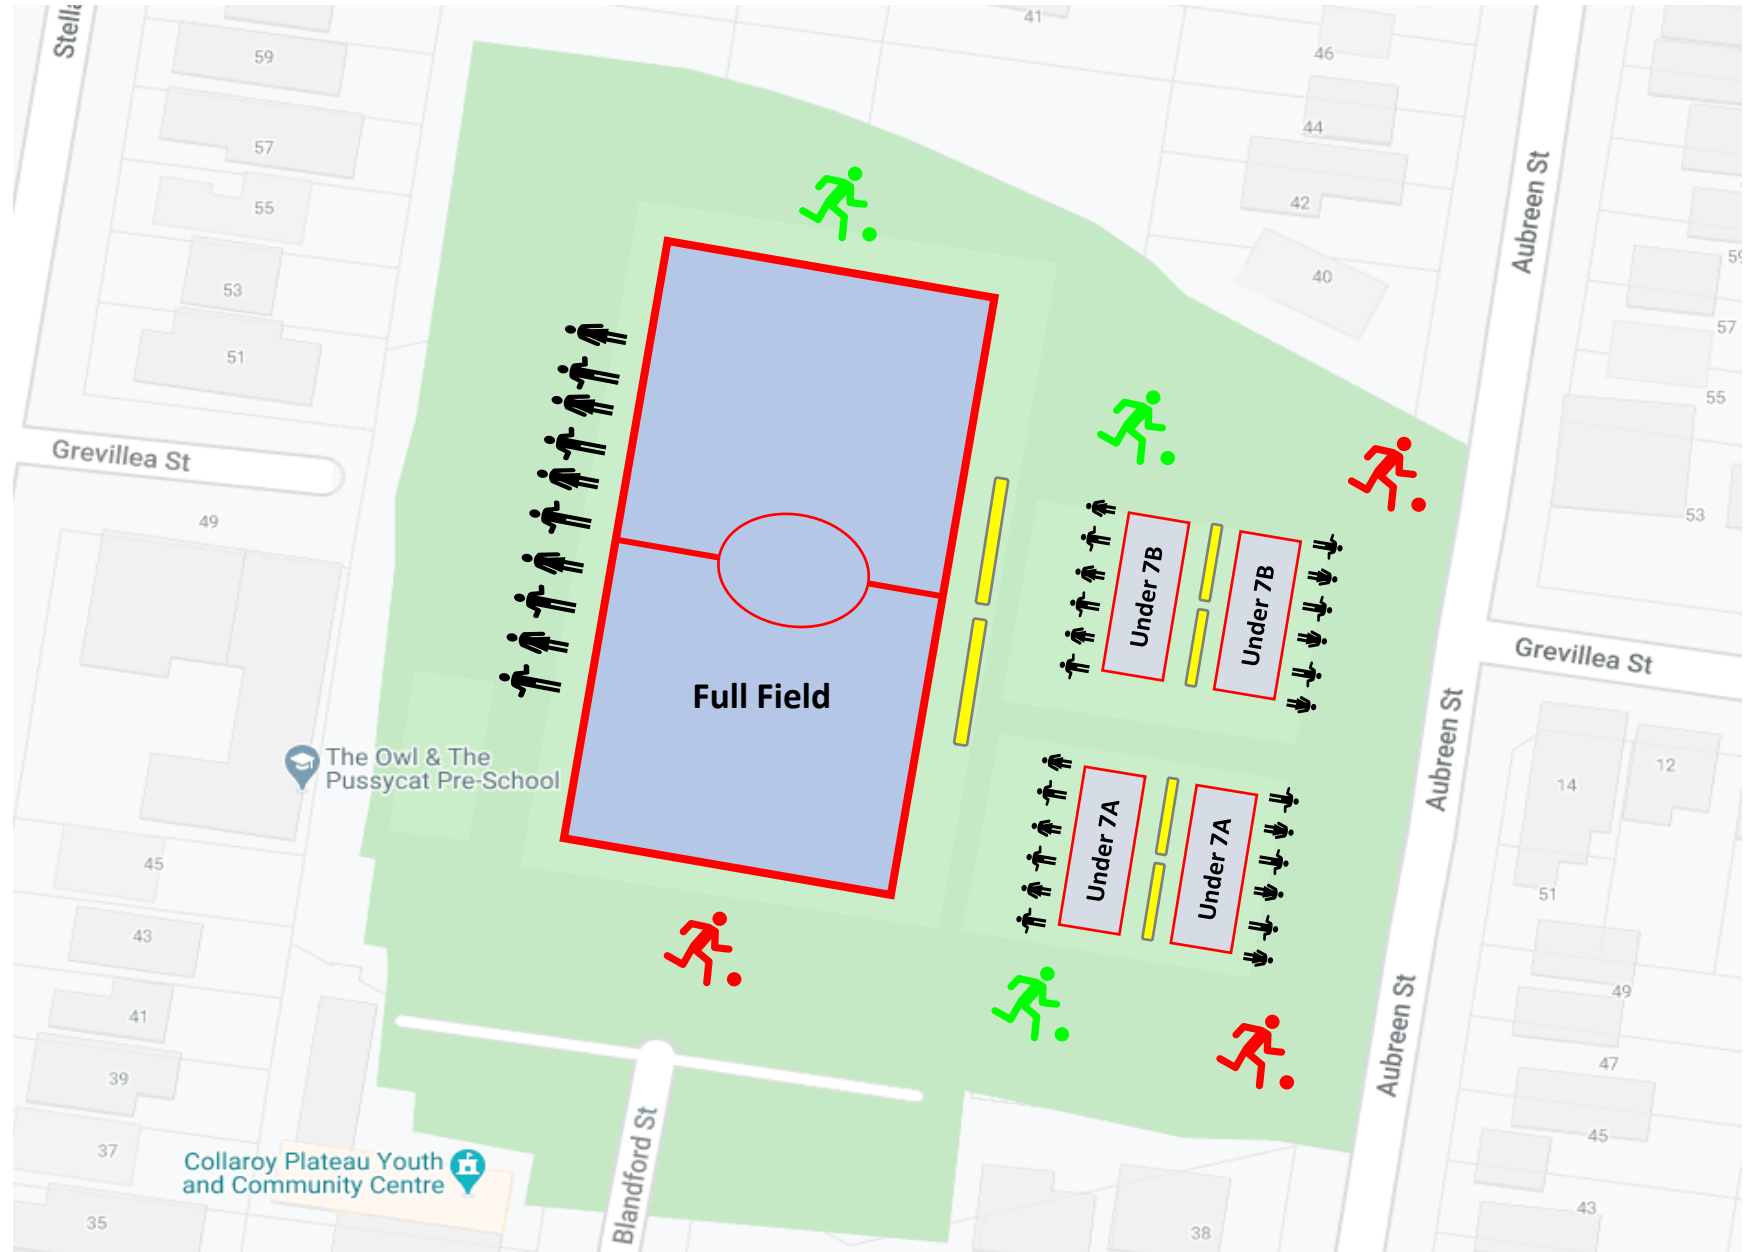 Stella
59
57
55
53
51
Grevillea St
49
The Owl & The
Pussycat Pre-School
45
43
41
39
37
35
Collaroy Plateau Youth
and Community Centre
Blandford St
Full Field
Under 7B
Under 7B
Under 7A
Under 7A
41
46
44
42
40
Aubreen St
59
57
55
53
Grevillea St
Aubreen St
14
12
51
49
Aubreen St
47
45
43
38